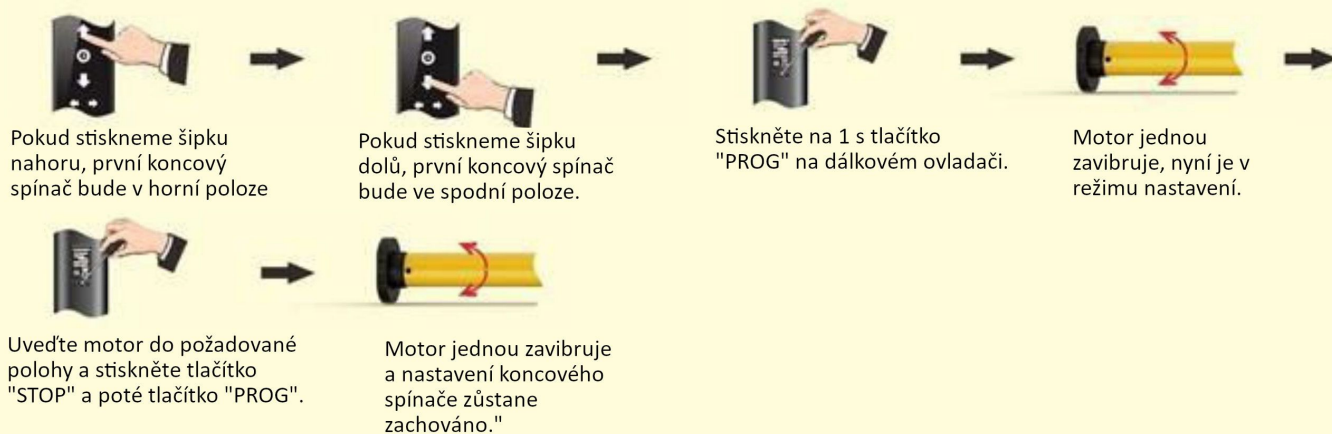 Pokud stiskneme šipku
nahoru, první koncový
spínač bude v horní poloze
Pokud stiskneme šipku
dolů, první koncový spínač
bude ve spodní poloze.
Stiskněte na 1 s tlačítko
"PROG" na dálkovém ovladači.
Motor jednou
zavibruje, nyní je v
režimu nastavení.
Uveďte motor do požadované
polohy a stiskněte tlačítko
"STOP" a poté tlačítko "PROG".
Motor jednou zavibruje
a nastavení koncového
spínače zůstane
zachováno."